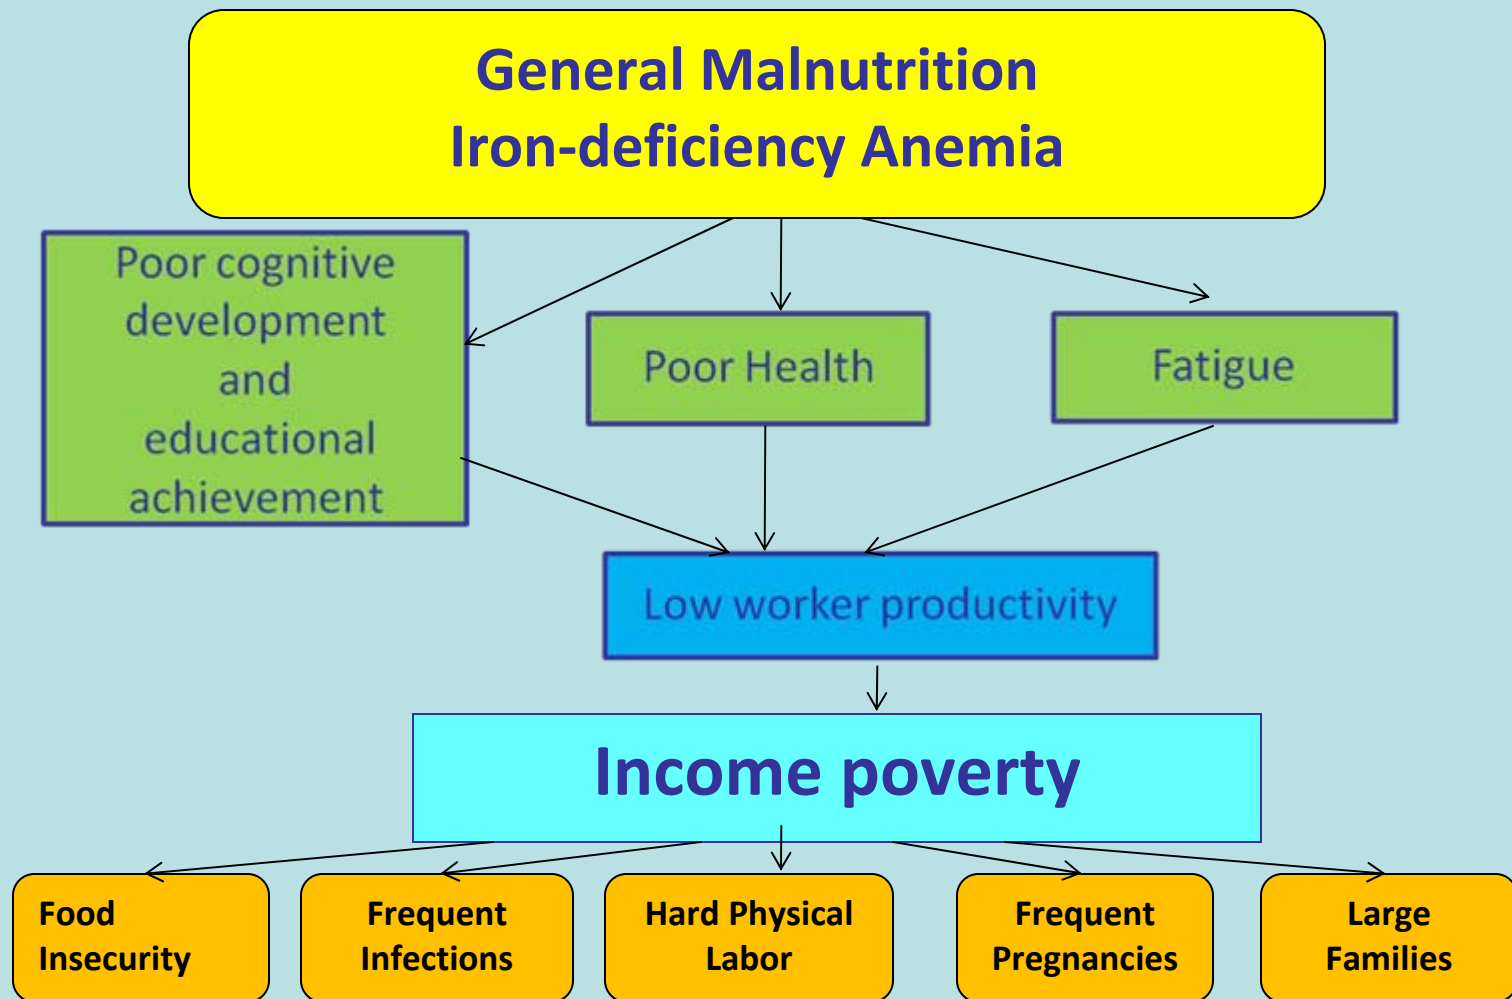 General Malnutrition
Iron-deficiency Anemia
Poor cognitive
development
and
educational
achievement
Poor Health
Fatigue
Low worker productivity
Income poverty
Food
Insecurity
Frequent
Infections
Hard Physical
Labor
Frequent
Pregnancies
Large
Families